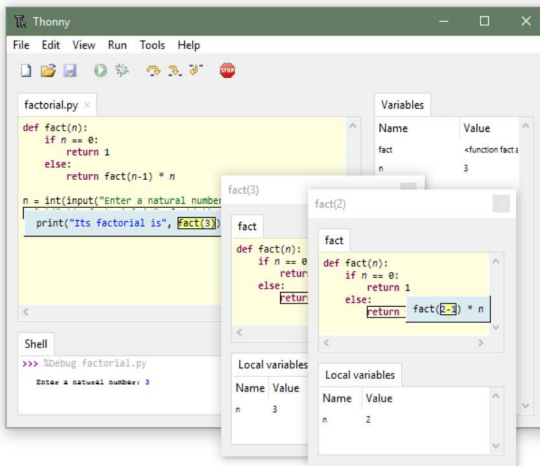 Thonny
File Edit View Run Tools Help
STOP
factorial.py ×
def fact(n):
if n == 0:
return 1
else:
return fact(n-1) * n
n = int(input("Enter a natural number
print("Its factorial is", fact(3))
Shell
>>> %Debug factorial.py
Enter a natural number: 3
Variables
Name Value
fact <function fact a
n 3
fact(3)
fact
def fact(n):
if n == 0
retur
else:
retur
Local variables
Name Value
n 3
fact(2)
fact
def fact(n):
if n == 0:
return 1
else:
return fact(2-1) * n
Local variables
Name Value
n 2